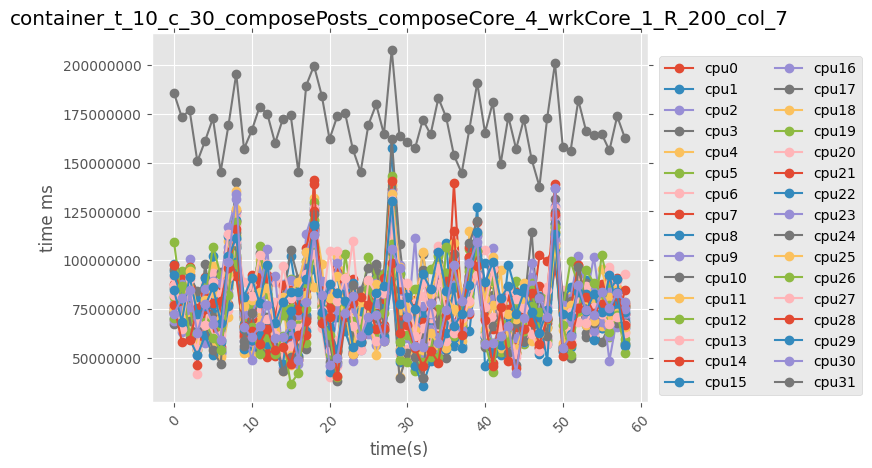 container_t_10_c_30_composePosts_composeCore_4_wrkCore_1_R_200_col_7
time ms
200000000
175000000
150000000
125000000
100000000
75000000
50000000
0
10
20
30
40
50
60
time(s)
cpu0
cpu1
cpu2
cpu3
cpu4
cpu5
cpu6
cpu7
cpu8
cpu9
cpu10
cpu11
cpu12
cpu13
cpu14
cpu15
cpu16
cpu17
cpu18
cpu19
cpu20
cpu21
cpu22
cpu23
cpu24
cpu25
cpu26
cpu27
cpu28
cpu29
cpu30
cpu31